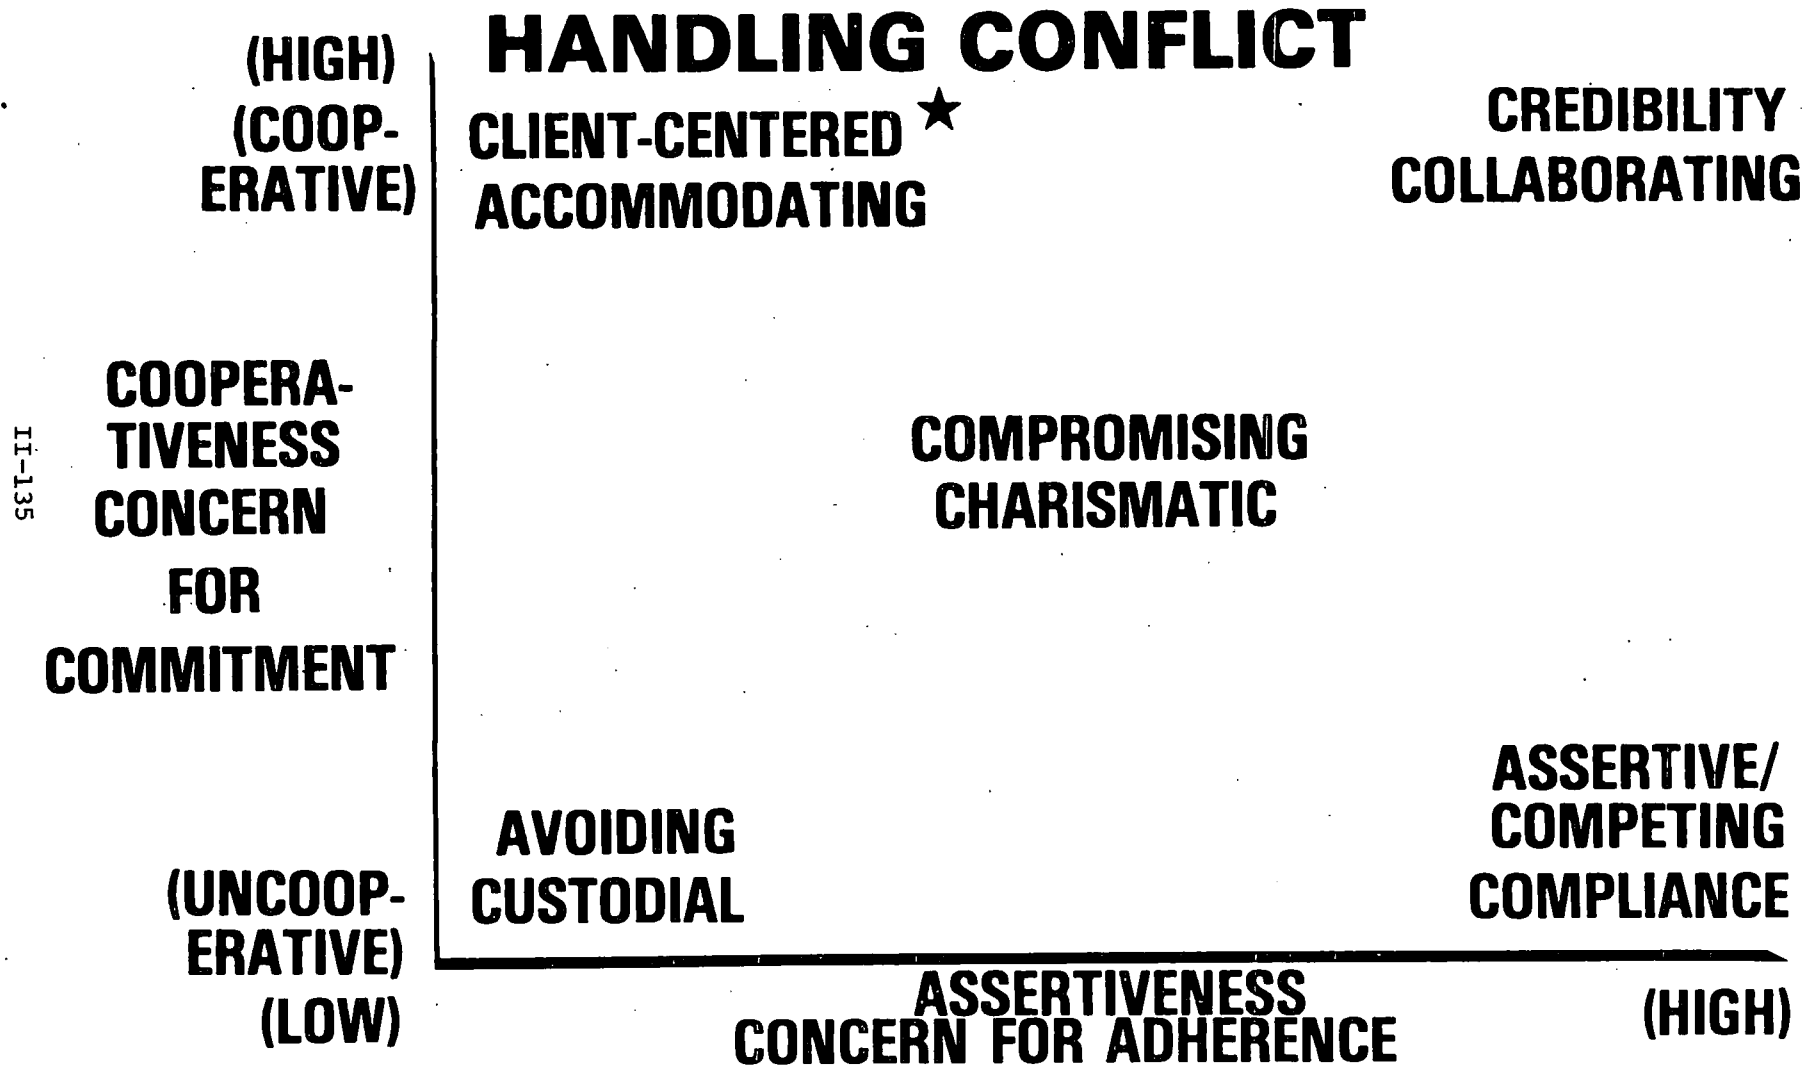 HANDLING CONFLICT
(HIGH)
(COOP-
ERATIVE)
CLIENT-CENTERED ★
ACCOMMODATING
CREDIBILITY
COLLABORATING
COOPERA-
TIVENESS
CONCERN
FOR
COMMITMENT
COMPROMISING
CHARISMATIC
II-135
AVOIDING
CUSTODIAL
ASSERTIVE/
COMPETING
COMPLIANCE
(UNCOOP-
ERATIVE)
(LOW)
ASSERTIVENESS
CONCERN FOR ADHERENCE
(HIGH)